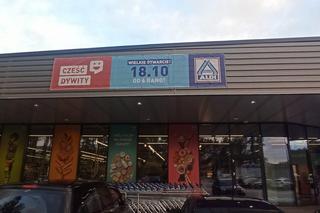 CZEŚĆ
DYWITY
WIELKIE OTWARCIE!
18.10
OD 6 RANO!
ALDI